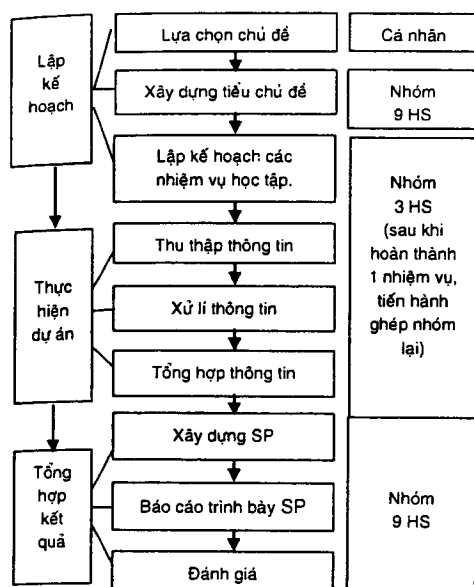 Lập
kế
hoạch
Thực
hiện
dự án
Tổng
hợp
kết
quả
Lựa chọn chủ đề
Xây dựng tiểu chủ đề
Lập kế hoạch các
nhiệm vụ học tập.
Thu thập thông tin
Xử lí thông tin
Tổng hợp thông tin
Xây dựng SP
Báo cáo trình bày SP
Đánh giá
Cá nhân
Nhóm
9 HS
Nhóm
3 HS
(sau khi
hoàn thành
1 nhiệm vụ,
tiến hành
ghép nhóm
lại)
Nhóm
9 HS